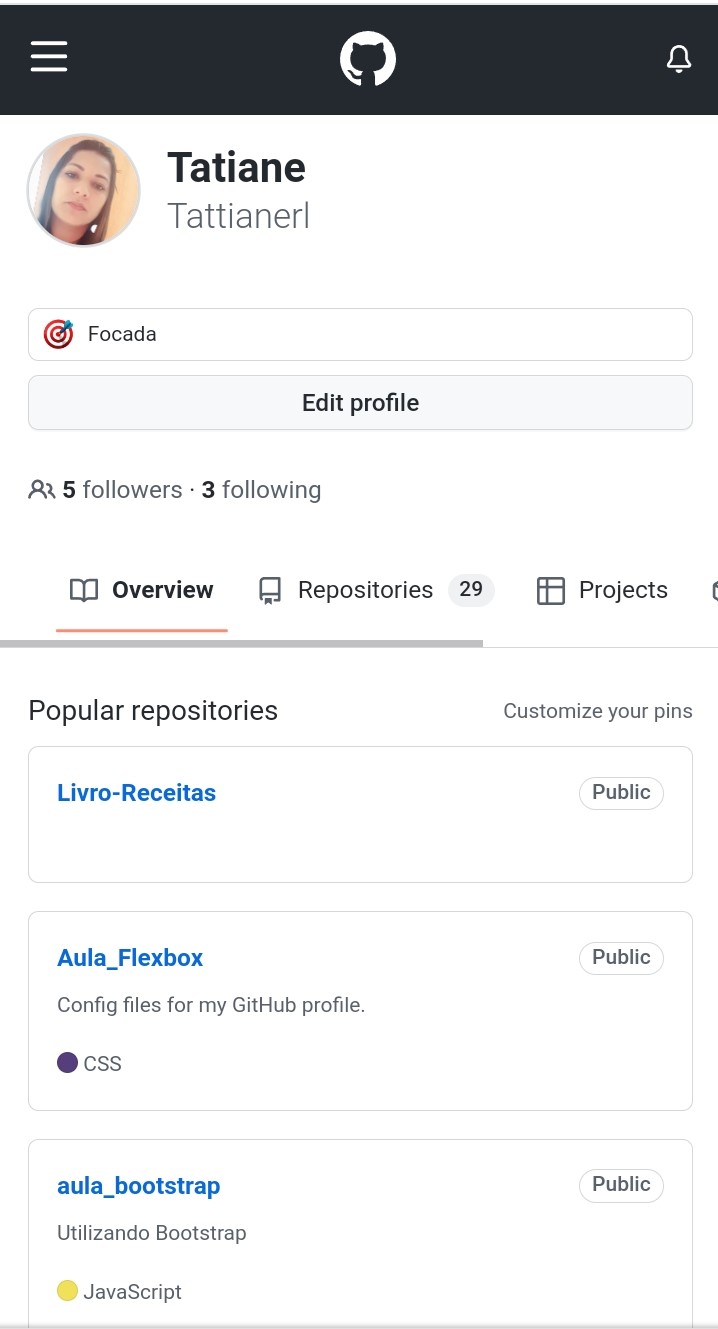 Tatiane
Tattianerl
Focada
Edit profile
5 followers · 3 following
Overview Repositories 29 Projects
Popular repositories Customize your pins
Livro-Receitas Public
Aula_Flexbox Public
Config files for my GitHub profile.
CSS
aula_bootstrap Public
Utilizando Bootstrap
JavaScript